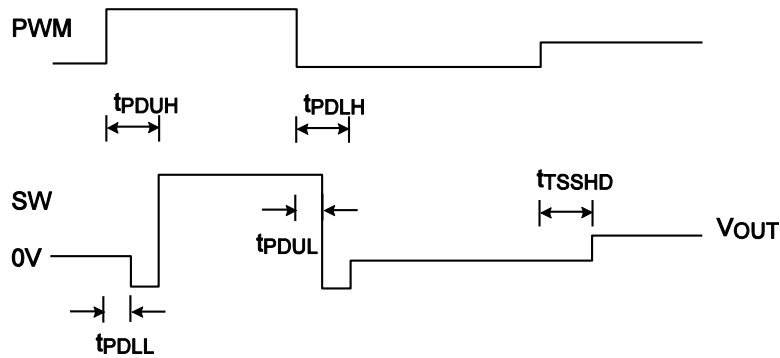 PWM
tPDUH
tPDLH
SW
tTSSHD
tPDUL
VOUT
0V
tPDLL